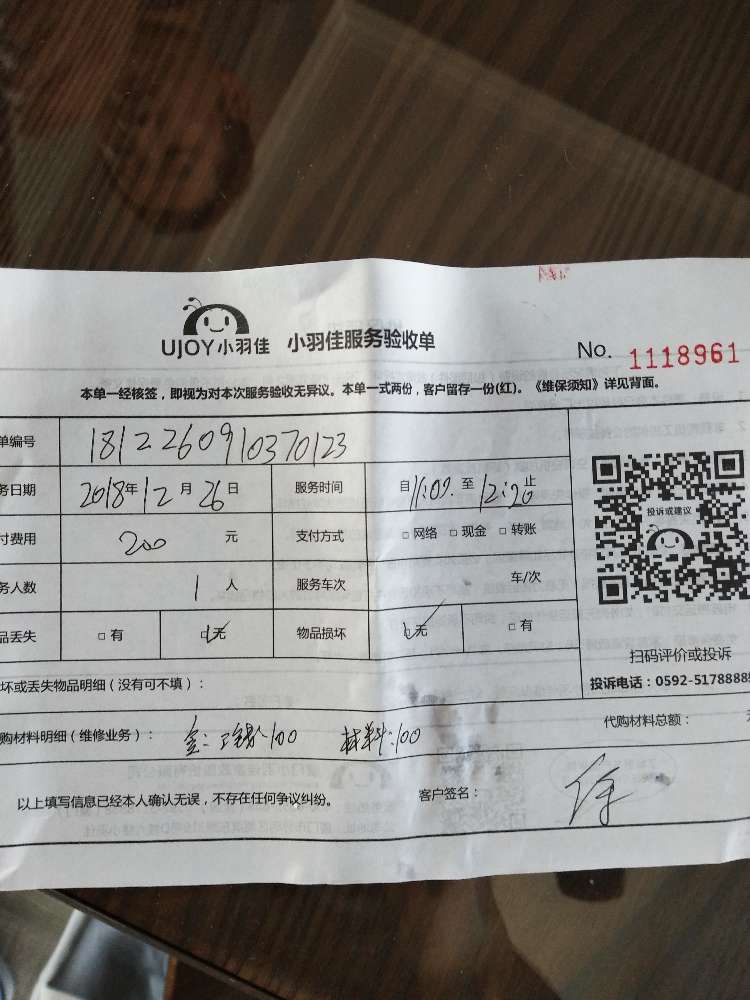 UJOY小羽佳 小羽佳服务验收单 No. 1118961
本单一经核签，即视为对本次服务验收无异议。本单一式两份，客户留存一份(红)。《维保须知》详见背面。
单编号 1812260910370123
务日期 2018年12月26日 服务时间 自11:00至12:20止
付费用 200 元 支付方式 □网络 □现金 □转账
务人数 1人 服务车次 车/次
品丢失 □有 □无 物品损坏 □无 □有
投诉或建议
扫码评价或投诉
投诉电话：0592-5178888
坏或丢失物品明细（没有可不填）：
购材料明细（维修业务）： 100 材料:100 代购材料总额：
以上填写信息已经本人确认无误，不存在任何争议纠纷。 客户签名：